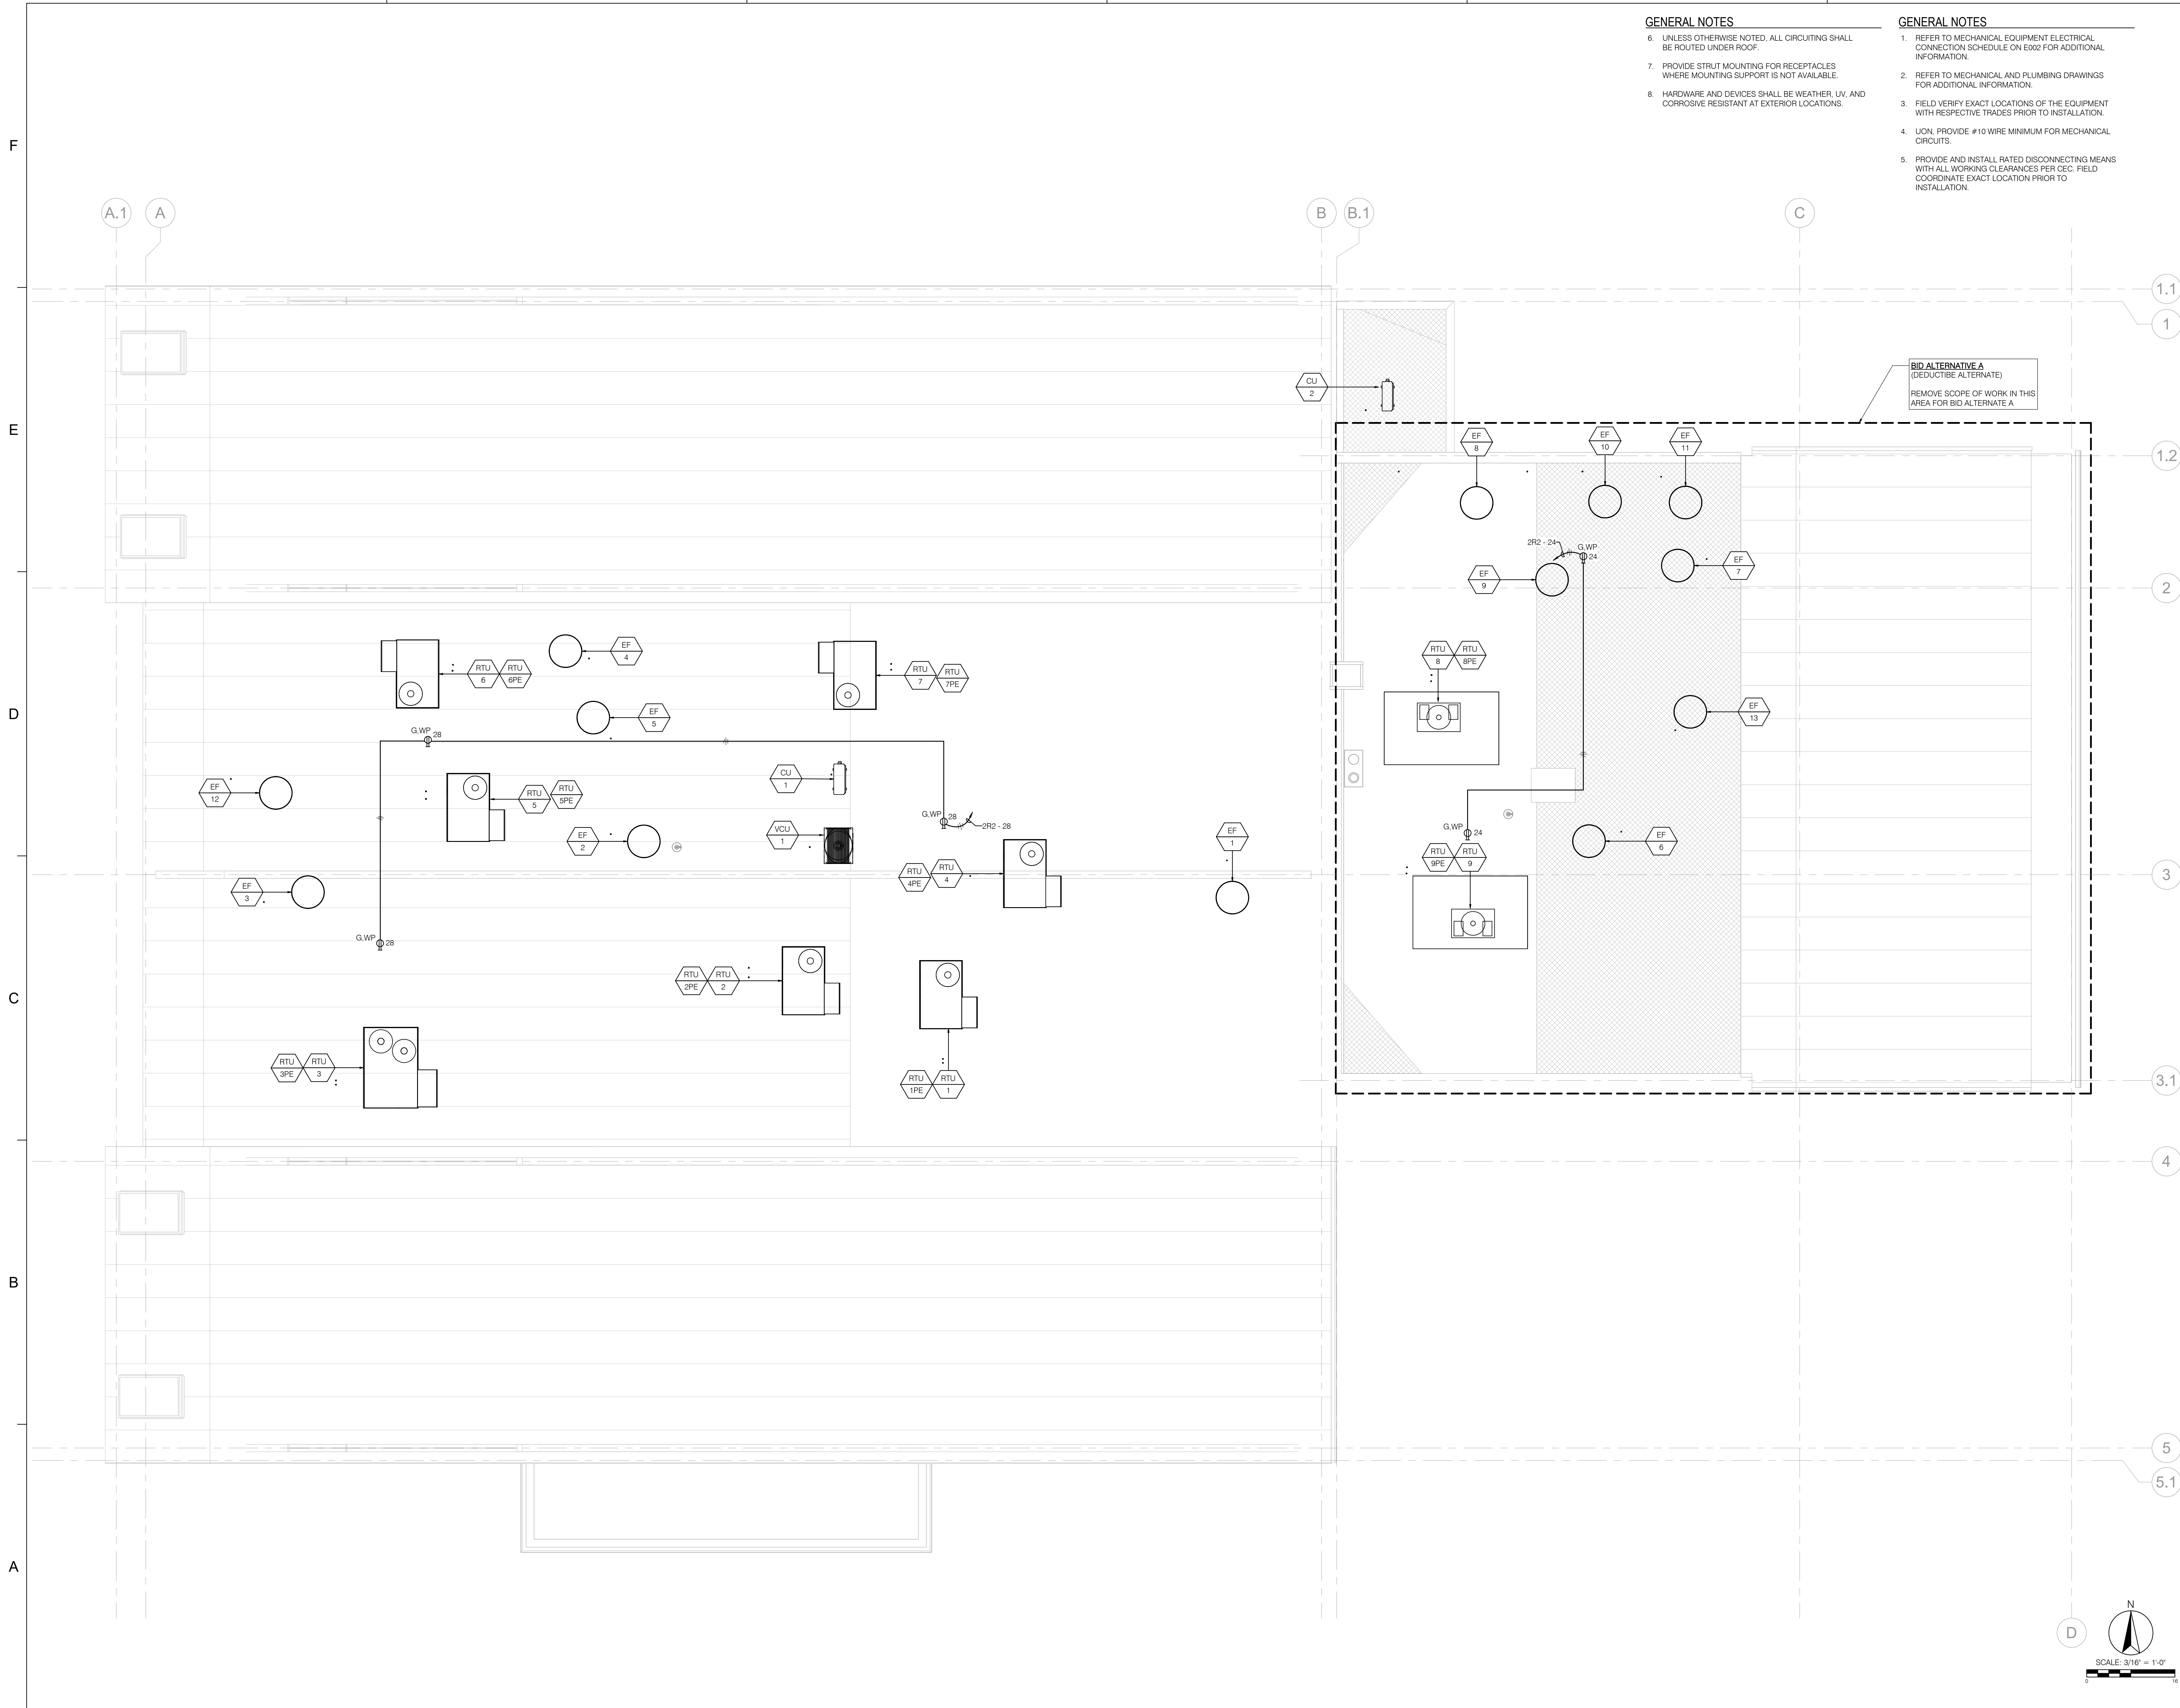 GENERAL NOTES
6. UNLESS OTHERWISE NOTED, ALL CIRCUITING SHALL
BE ROUTED UNDER ROOF.
7. PROVIDE STRUT MOUNTING FOR RECEPTACLES
WHERE MOUNTING SUPPORT IS NOT AVAILABLE.
8. HARDWARE AND DEVICES SHALL BE WEATHER, UV, AND
CORROSIVE RESISTANT AT EXTERIOR LOCATIONS.
GENERAL NOTES
1. REFER TO MECHANICAL EQUIPMENT ELECTRICAL
CONNECTION SCHEDULE ON E002 FOR ADDITIONAL
INFORMATION.
2. REFER TO MECHANICAL AND PLUMBING DRAWINGS
FOR ADDITIONAL INFORMATION.
3. FIELD VERIFY EXACT LOCATIONS OF THE EQUIPMENT
WITH RESPECTIVE TRADES PRIOR TO INSTALLATION.
4. UON, PROVIDE #10 WIRE MINIMUM FOR MECHANICAL
CIRCUITS.
5. PROVIDE AND INSTALL RATED DISCONNECTING MEANS
WITH ALL WORKING CLEARANCES PER CEC. FIELD
COORDINATE EXACT LOCATION PRIOR TO
INSTALLATION.
F
E
D
C
B
A
A.1
A
B
B.1
C
1.1
1
1.2
2
3
3.1
4
5
5.1
D
BID ALTERNATIVE A
(DEDUCTIBE ALTERNATE)
REMOVE SCOPE OF WORK IN THIS
AREA FOR BID ALTERNATE A
CU
2
EF
8
EF
10
EF
11
2R2 - 24
G,WP
24
EF
7
EF
9
EF
4
RTU
6
RTU
6PE
RTU
7
RTU
7PE
RTU
8
RTU
8PE
EF
5
EF
13
G,WP
28
CU
1
EF
12
RTU
5
RTU
5PE
G,WP
28
2R2 - 28
EF
2
VCU
1
EF
1
G,WP
24
EF
6
RTU
9PE
RTU
9
RTU
4PE
RTU
4
EF
3
G,WP
28
RTU
2PE
RTU
2
RTU
3PE
RTU
3
RTU
1PE
RTU
1
N
SCALE: 3/16" = 1'-0"
0
16